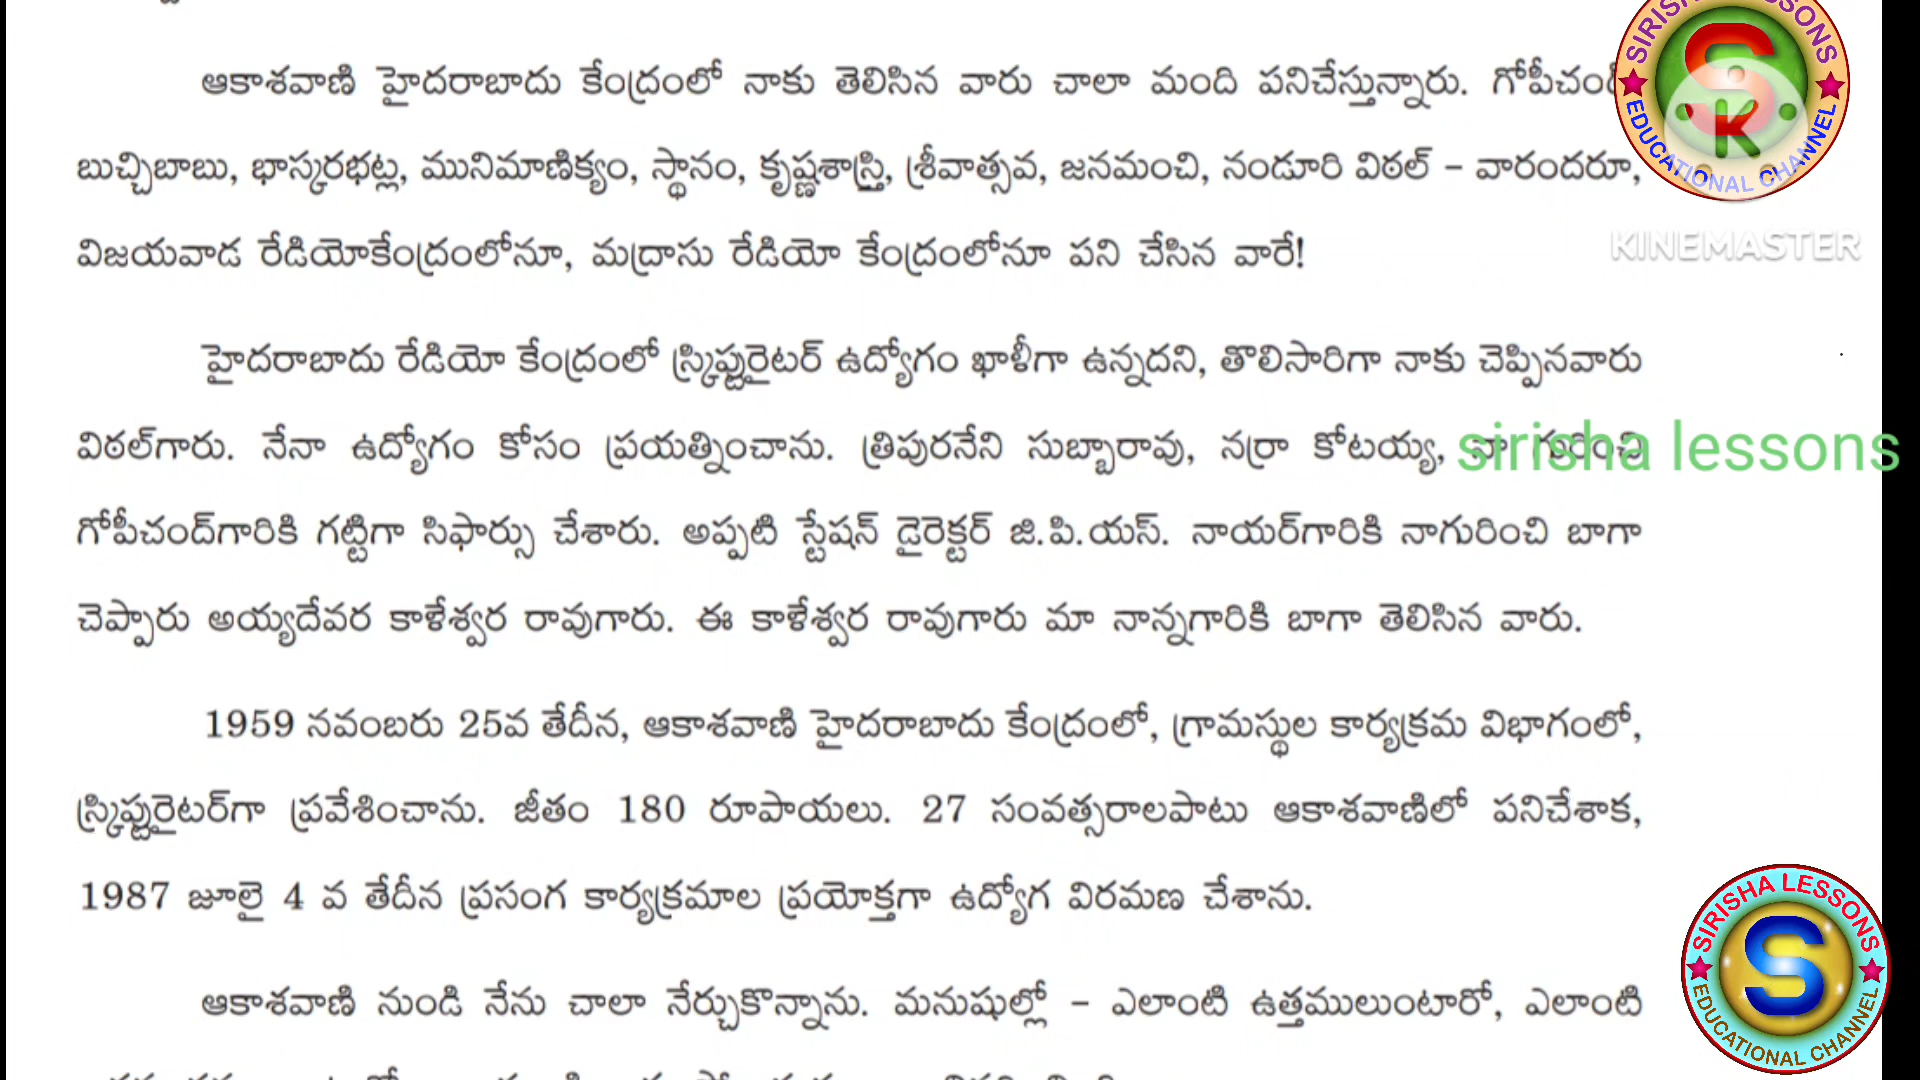 ఆకాశవాణి హైదరాబాదు కేంద్రంలో నాకు తెలిసిన వారు చాలా మంది పనిచేస్తున్నారు.
బుచ్చిబాబు, భాస్కరభట్ల, మునిమాణిక్యం, స్థానం, కృష్ణశాస్త్రి, శ్రీవాత్సవ, జనమంచి, నండూరి విఠల్ – వారందరూ,
విజయవాడ రేడియోకేంద్రంలోనూ, మద్రాసు రేడియో కేంద్రంలోనూ పని చేసిన వారే!
హైదరాబాదు రేడియో కేంద్రంలో స్క్రిప్టురైటర్ ఉద్యోగం ఖాళీగా ఉన్నదని, తొలిసారిగా నాకు చెప్పినవారు
విఠల్‌గారు. నేనా ఉద్యోగం కోసం ప్రయత్నించాను. త్రిపురనేని సుబ్బారావు, నర్రా కోటయ్య, నా గురించి
గోపీచంద్‌గారికి గట్టిగా సిఫార్సు చేశారు. అప్పటి స్టేషన్ డైరెక్టర్ జి.పి.యస్. నాయర్‌గారికి నాగురించి బాగా
చెప్పారు అయ్యదేవర కాళేశ్వర రావుగారు. ఈ కాళేశ్వర రావుగారు మా నాన్నగారికి బాగా తెలిసిన వారు.
1959 నవంబరు 25వ తేదీన, ఆకాశవాణి హైదరాబాదు కేంద్రంలో, గ్రామస్థుల కార్యక్రమ విభాగంలో,
స్క్రిప్టురైటర్‌గా ప్రవేశించాను. జీతం 180 రూపాయలు. 27 సంవత్సరాలపాటు ఆకాశవాణిలో పనిచేశాక,
1987 జూలై 4 వ తేదీన ప్రసంగ కార్యక్రమాల ప్రయోక్తగా ఉద్యోగ విరమణ చేశాను.
ఆకాశవాణి నుండి నేను చాలా నేర్చుకొన్నాను. మనుషుల్లో – ఎలాంటి ఉత్తములుంటారో, ఎలాంటి
SK
EDUCATIONAL CHANNEL
KINEMASTER
sirisha lessons
SIRISHA LESSONS
S
EDUCATIONAL CHANNEL